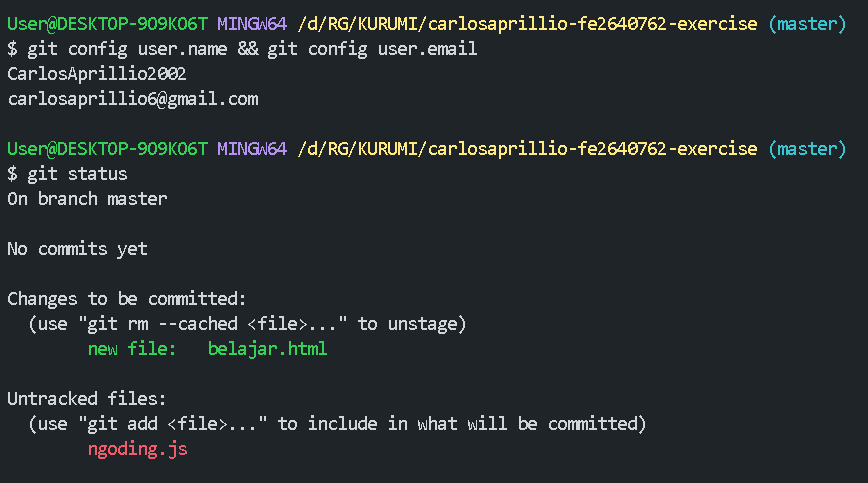 User@DESKTOP-9O9KO6T MINGW64 /d/RG/KURUMI/carlosaprillio-fe2640762-exercise (master)
$ git config user.name && git config user.email
CarlosAprillio2002
carlosaprillio6@gmail.com
User@DESKTOP-9O9KO6T MINGW64 /d/RG/KURUMI/carlosaprillio-fe2640762-exercise (master)
$ git status
On branch master
No commits yet
Changes to be committed:
  (use "git rm --cached <file>..." to unstage)
        new file:   belajar.html
Untracked files:
  (use "git add <file>..." to include in what will be committed)
        ngoding.js